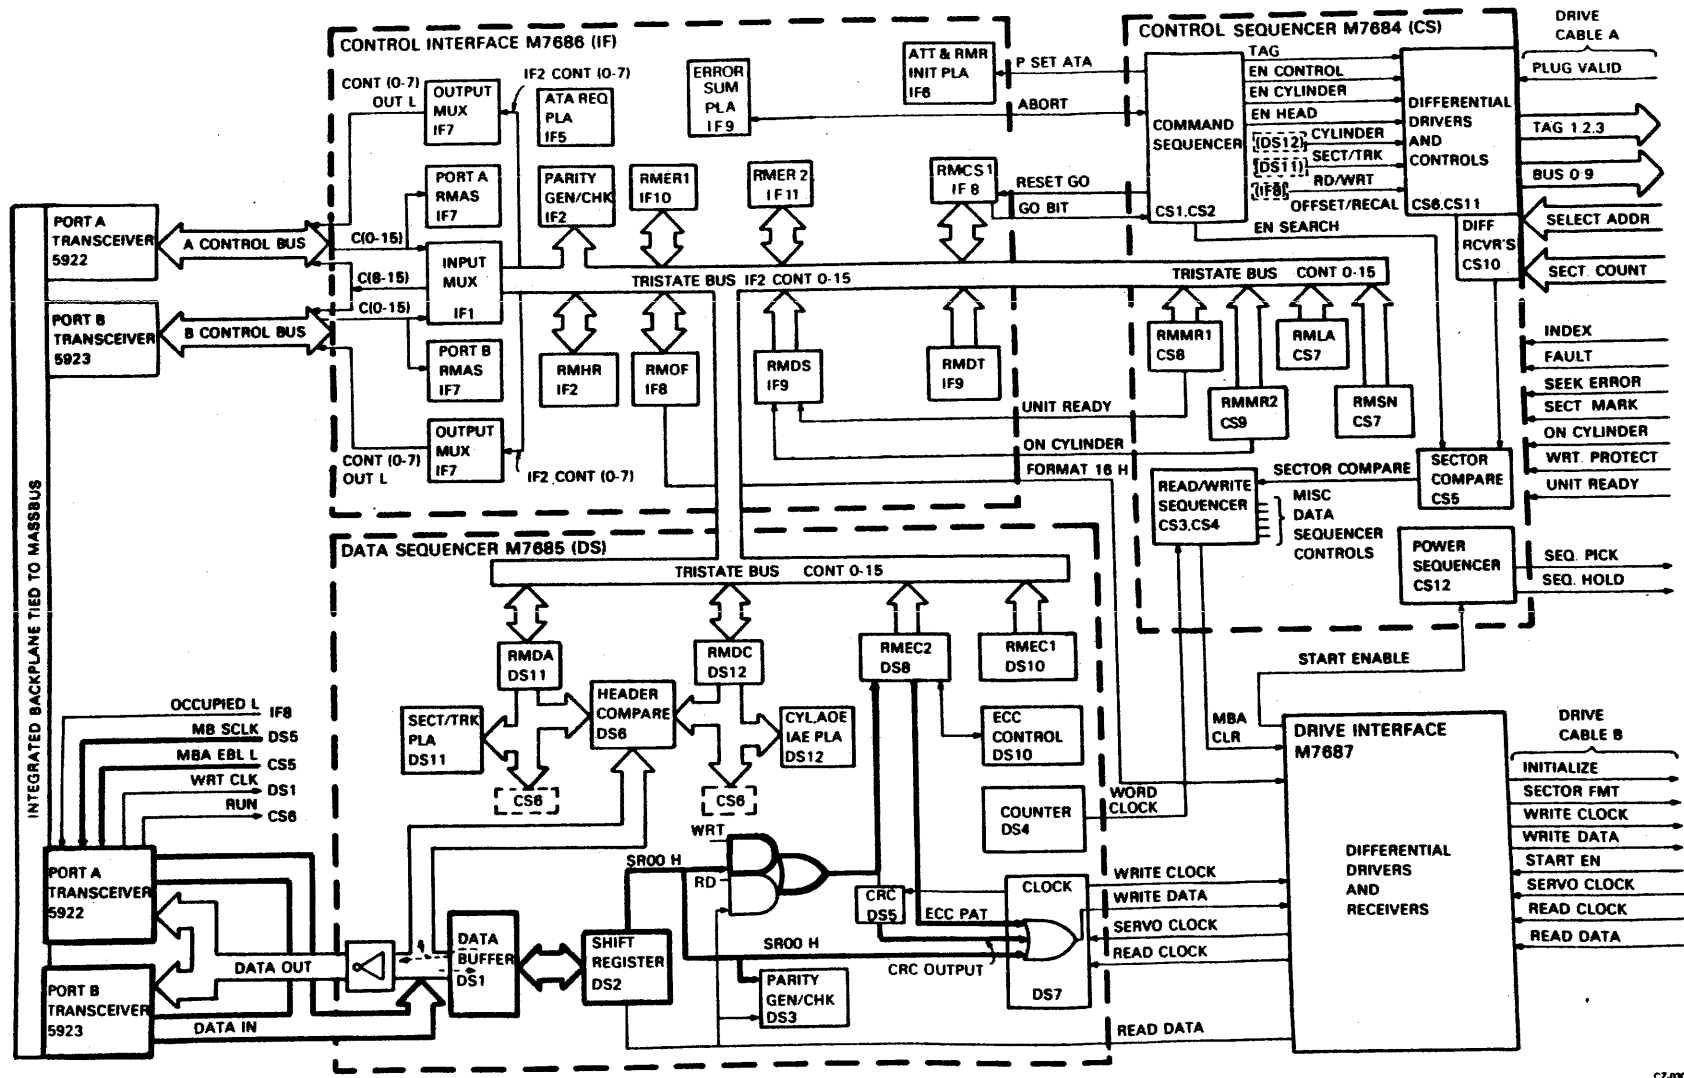 CONTROL INTERFACE M7686 (IF)
CONT (0-7)
OUT L
OUTPUT
MUX
IF7
IF2 CONT (0-7)
ATA REQ
PLA
IF5
ERROR
SUM
PLA
IF9
ATT & RMR
INIT PLA
IF6
P SET ATA
ABORT
CONTROL SEQUENCER M7684 (CS)
TAG
EN CONTROL
EN CYLINDER
EN HEAD
COMMAND
SEQUENCER
CS1,CS2
(DS12)
CYLINDER
(DS11)
SECT/TRK
RD/WRT
OFFSET/RECAL
EN SEARCH
DIFFERENTIAL
DRIVERS
AND
CONTROLS
CS6,CS11
DIFF
RCVR'S
CS10
DRIVE
CABLE A
PLUG VALID
TAG 1.2.3
BUS 0 9
SELECT ADDR
SECT. COUNT
INDEX
FAULT
SEEK ERROR
SECT MARK
ON CYLINDER
WRT. PROTECT
UNIT READY
SEQ. PICK
SEQ. HOLD
INTEGRATED BACKPLANE TIED TO MASSBUS
PORT A
TRANSCEIVER
5922
A CONTROL BUS
PORT B
TRANSCEIVER
5923
B CONTROL BUS
C(0-15)
C(8-15)
C(0-15)
PORT A
RMAS
IF7
INPUT
MUX
IF1
PORT B
RMAS
IF7
OUTPUT
MUX
IF7
CONT (0-7)
OUT L
IF2 CONT (0-7)
PARITY
GEN/CHK
IF2
RMER1
IF10
RMER 2
IF11
RMCS1
IF8
RESET GO
GO BIT
TRISTATE BUS IF2 CONT 0-15
TRISTATE BUS CONT 0-15
RMHR
IF2
RMOF
IF8
RMDS
IF9
RMDT
IF9
RMMR1
CS8
RMLA
CS7
RMMR2
CS9
RMSN
CS7
UNIT READY
ON CYLINDER
FORMAT 16 H
SECTOR COMPARE
SECTOR
COMPARE
CS5
READ/WRITE
SEQUENCER
CS3,CS4
MISC
DATA
SEQUENCER
CONTROLS
POWER
SEQUENCER
CS12
START ENABLE
DATA SEQUENCER M7685 (DS)
TRISTATE BUS CONT 0-15
RMDA
DS11
RMDC
DS12
RMEC2
DS8
RMEC1
DS10
SECT/TRK
PLA
DS11
HEADER
COMPARE
DS6
CYL,AOE
IAE PLA
DS12
ECC
CONTROL
DS10
CS6
CS6
COUNTER
DS4
WORD
CLOCK
MBA
CLR
OCCUPIED L
IF8
MB SCLK
DS5
MBA EBL L
CS5
WRT CLK
DS1
RUN
CS6
PORT A
TRANSCEIVER
5922
PORT B
TRANSCEIVER
5923
DATA OUT
DATA IN
DATA
BUFFER
DS1
SHIFT
REGISTER
DS2
SR00 H
WRT
RD
SR00 H
PARITY
GEN/CHK
DS3
CRC
DS5
ECC PAT
CRC OUTPUT
CLOCK
DS7
WRITE CLOCK
WRITE DATA
SERVO CLOCK
READ CLOCK
READ DATA
DRIVE INTERFACE
M7687
DIFFERENTIAL
DRIVERS
AND
RECEIVERS
DRIVE
CABLE B
INITIALIZE
SECTOR FMT
WRITE CLOCK
WRITE DATA
START EN
SERVO CLOCK
READ CLOCK
READ DATA